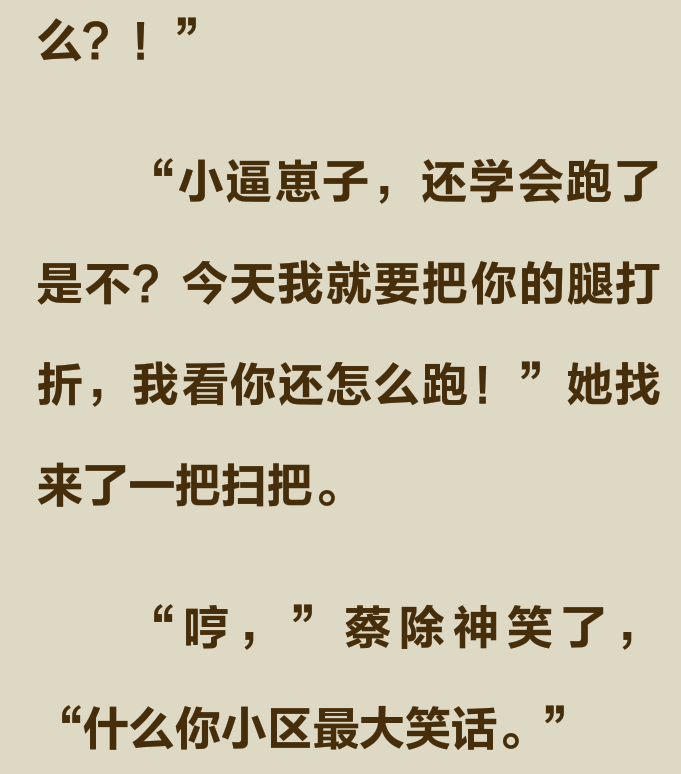 么？！”
“小逼崽子，还学会跑了
是不？今天我就要把你的腿打
折，我看你还怎么跑！”她找
来了一把扫把。
“哼，”蔡除神笑了，
“什么你小区最大笑话。”